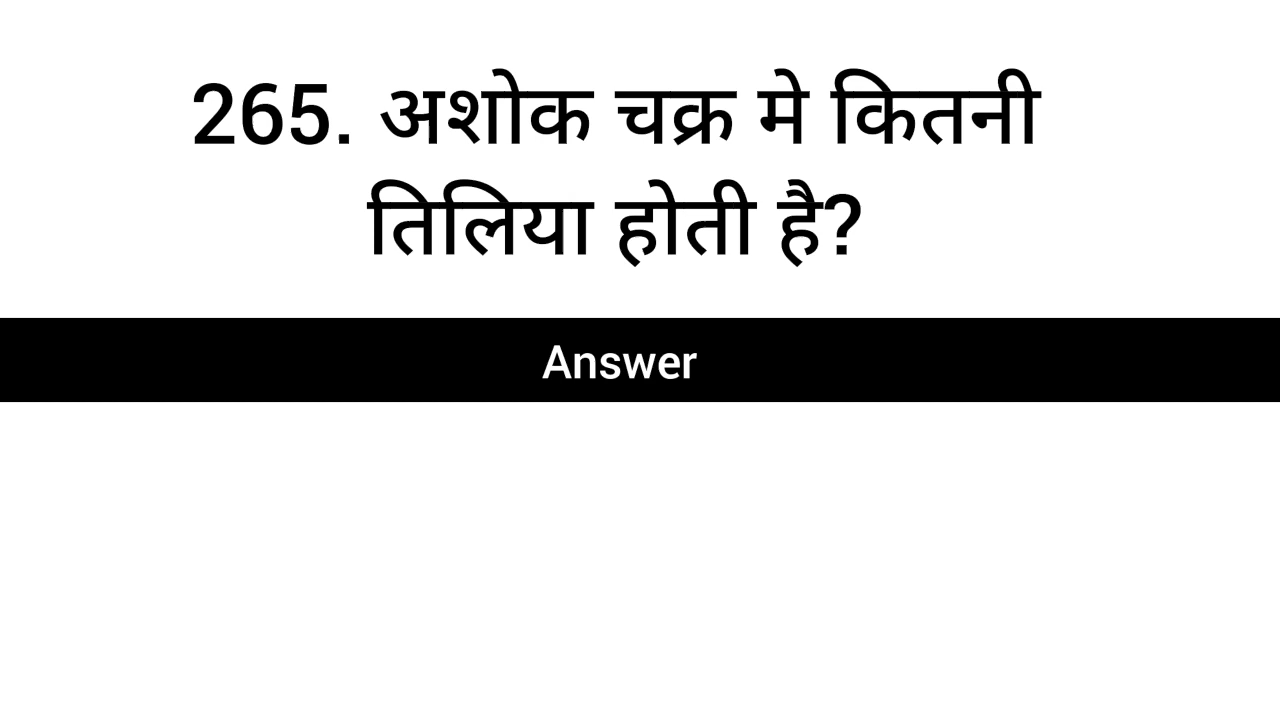 265. अशोक चक्र मे कितनी
तिलिया होती है?
Answer